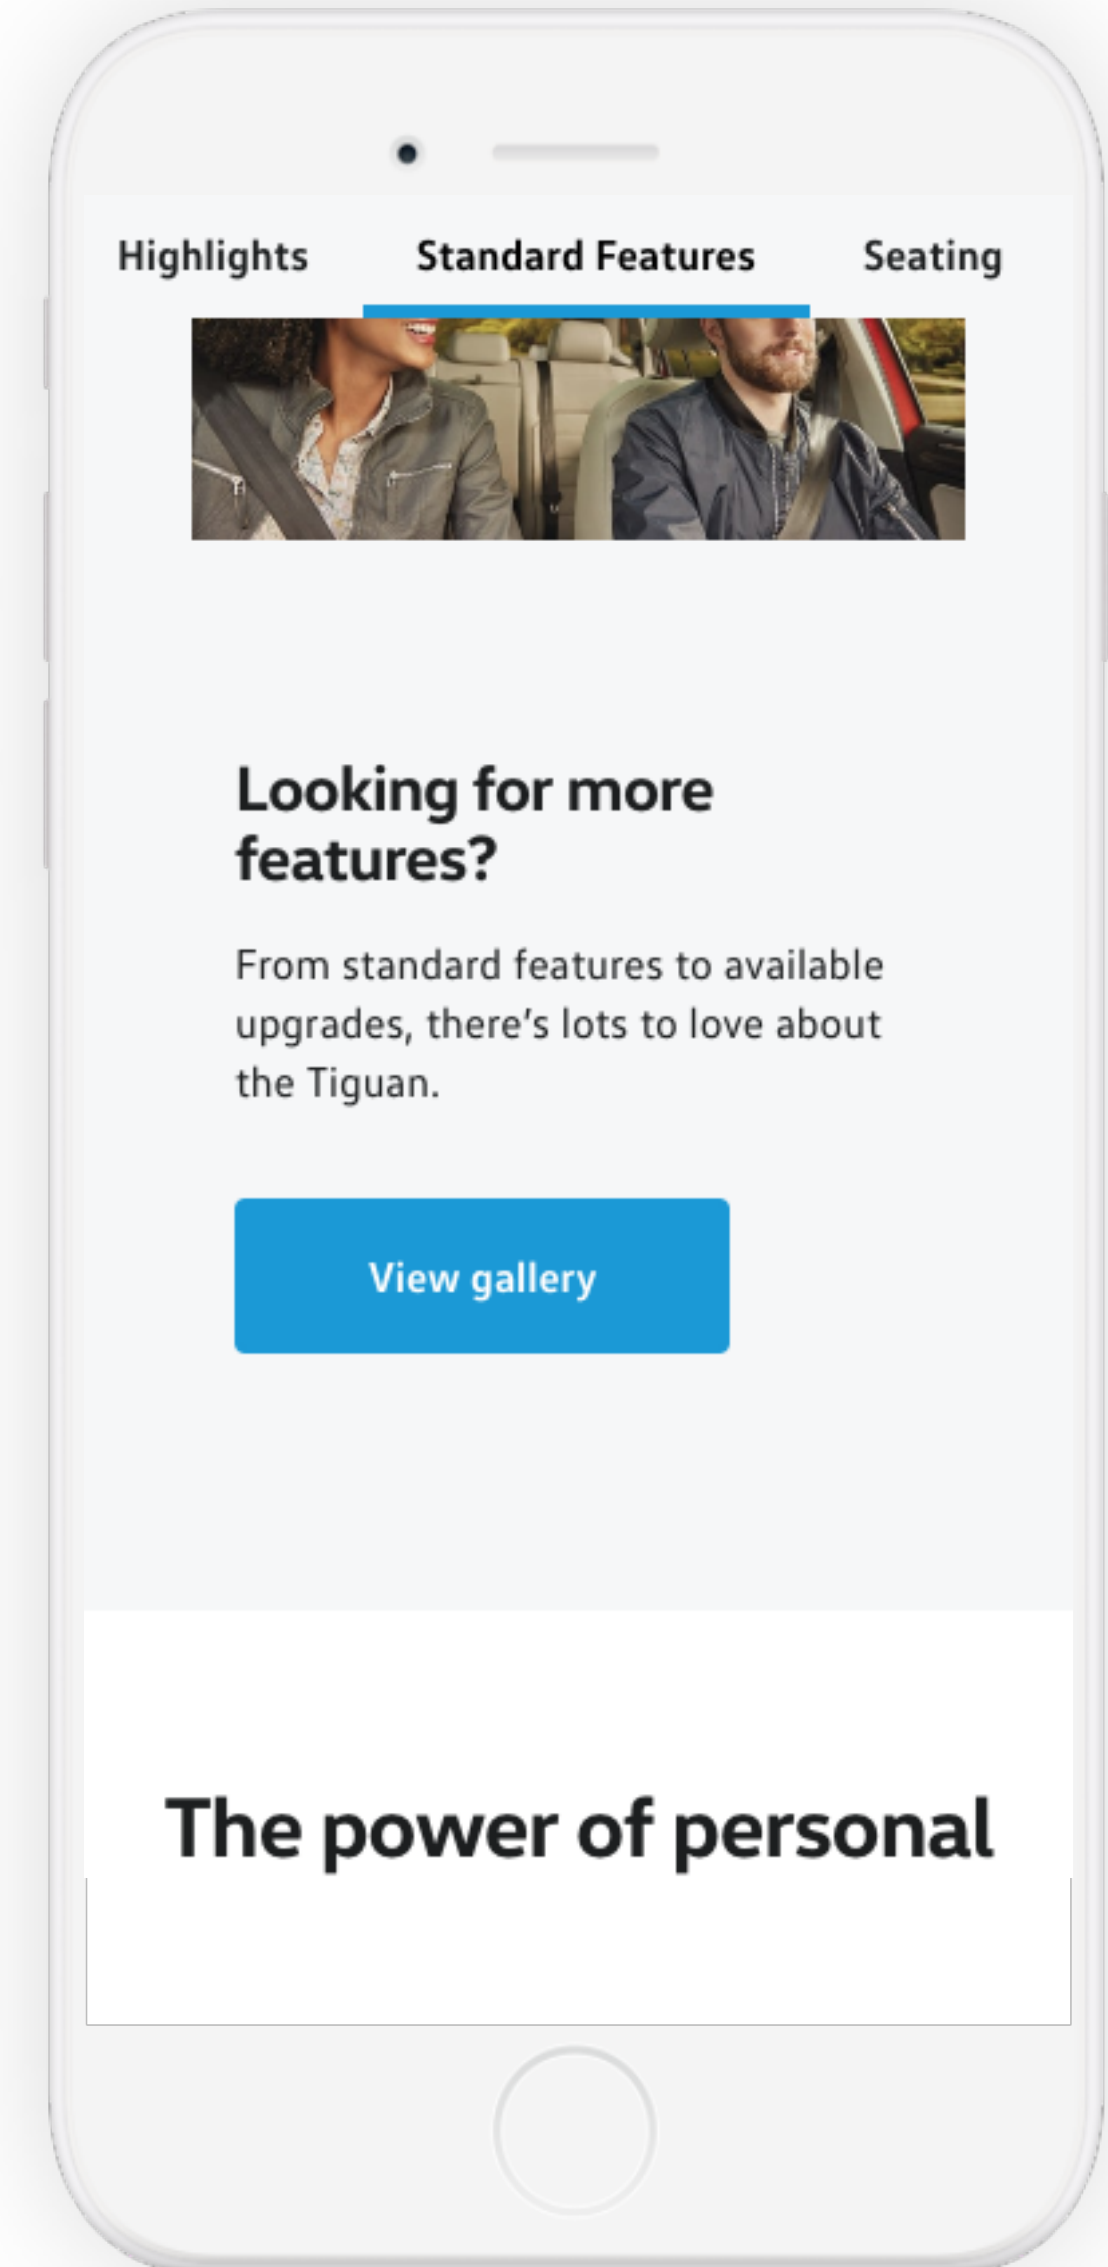 Highlights Standard Features Seating
Looking for more
features?
From standard features to available
upgrades, there’s lots to love about
the Tiguan.
View gallery
The power of personal